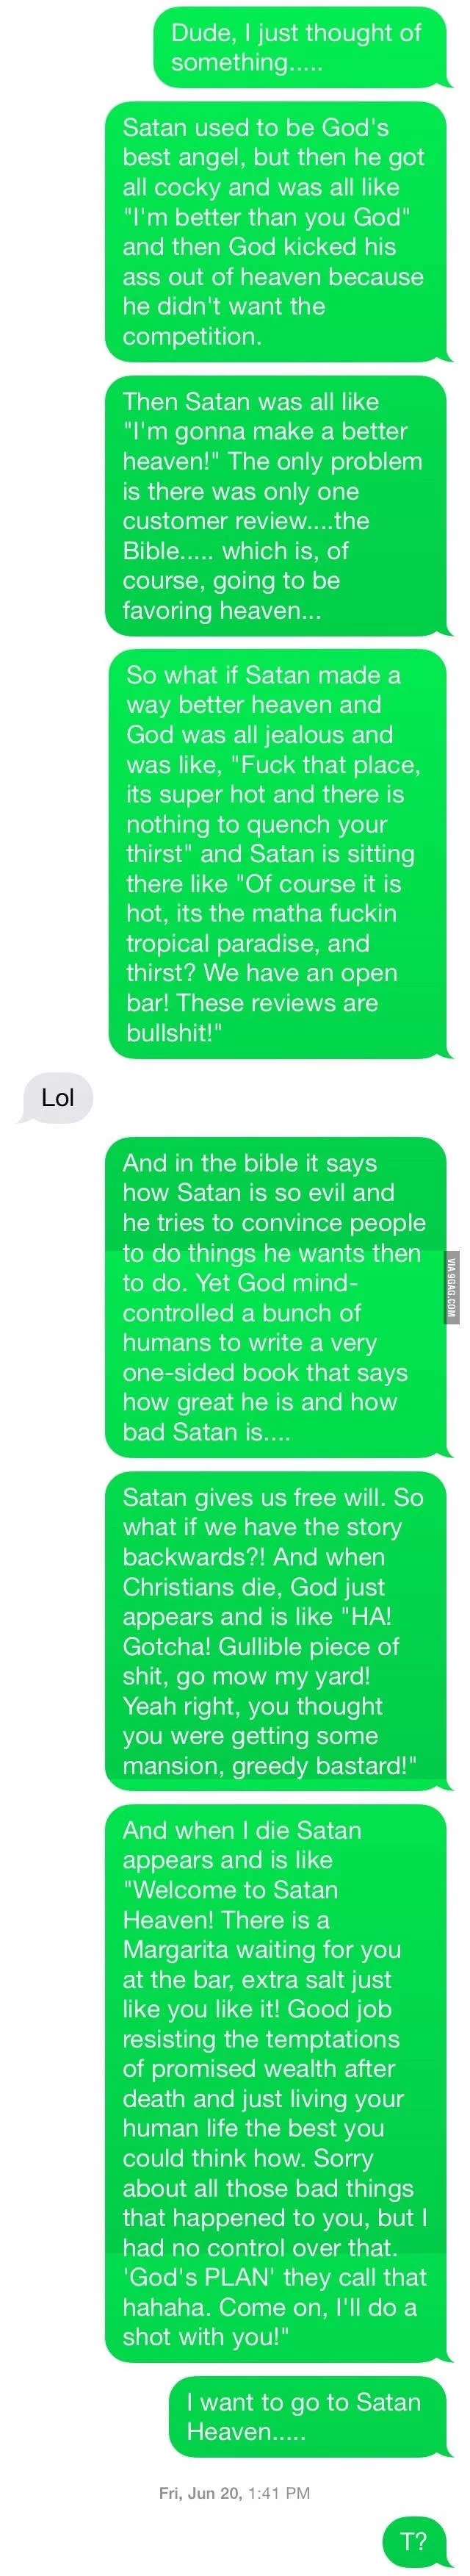 Dude, I just thought of
something.....
Satan used to be God's
best angel, but then he got
all cocky and was all like
"I'm better than you God"
and then God kicked his
ass out of heaven because
he didn't want the
competition.
Then Satan was all like
"I'm gonna make a better
heaven!" The only problem
is there was only one
customer review....the
Bible..... which is, of
course, going to be
favoring heaven...
So what if Satan made a
way better heaven and
God was all jealous and
was like, "Fuck that place,
its super hot and there is
nothing to quench your
thirst" and Satan is sitting
there like "Of course it is
hot, its the matha fuckin
tropical paradise, and
thirst? We have an open
bar! These reviews are
bullshit!"
Lol
And in the bible it says
how Satan is so evil and
he tries to convince people
to do things he wants then
to do. Yet God mind-
controlled a bunch of
humans to write a very
one-sided book that says
how great he is and how
bad Satan is....
VIA 9GAG.COM
Satan gives us free will. So
what if we have the story
backwards?! And when
Christians die, God just
appears and is like "HA!
Gotcha! Gullible piece of
shit, go mow my yard!
Yeah right, you thought
you were getting some
mansion, greedy bastard!"
And when I die Satan
appears and is like
"Welcome to Satan
Heaven! There is a
Margarita waiting for you
at the bar, extra salt just
like you like it! Good job
resisting the temptations
of promised wealth after
death and just living your
human life the best you
could think how. Sorry
about all those bad things
that happened to you, but I
had no control over that.
'God's PLAN' they call that
hahaha. Come on, I'll do a
shot with you!"
I want to go to Satan
Heaven.....
Fri, Jun 20, 1:41 PM
T?